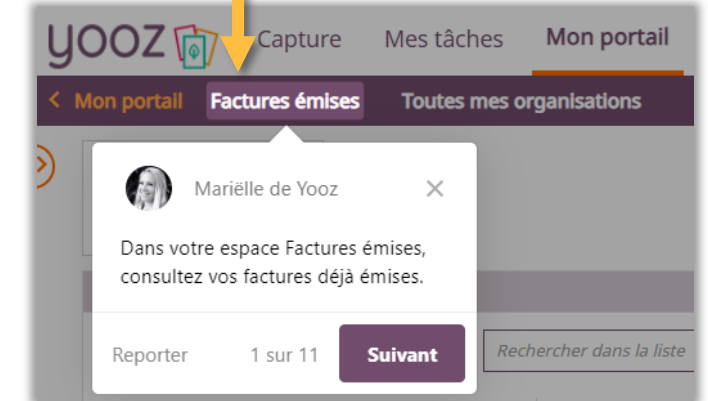 yooz Capture Mes tâches Mon portail
< Mon portail Factures émises Toutes mes organisations
Mariëlle de Yooz
Dans votre espace Factures émises,
consultez vos factures déjà émises.
Reporter 1 sur 11 Suivant
Rechercher dans la liste